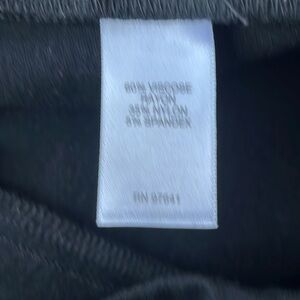 60% VISCOSE
RAYON
35% NYLON
5% SPANDEX
RN 97641